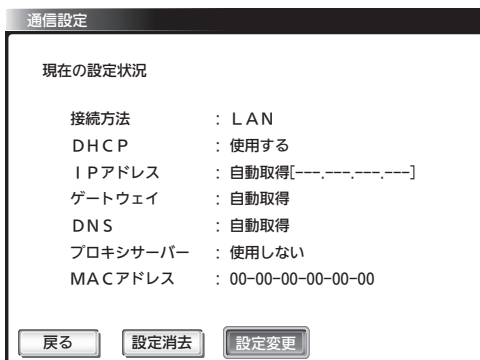 通信設定
現在の設定状況
接続方法 : LAN
DHCP : 使用する
IPアドレス : 自動取得[---.---.---.---]
ゲートウェイ : 自動取得
DNS : 自動取得
プロキシサーバー : 使用しない
MACアドレス : 00-00-00-00-00-00
戻る 設定消去 設定変更